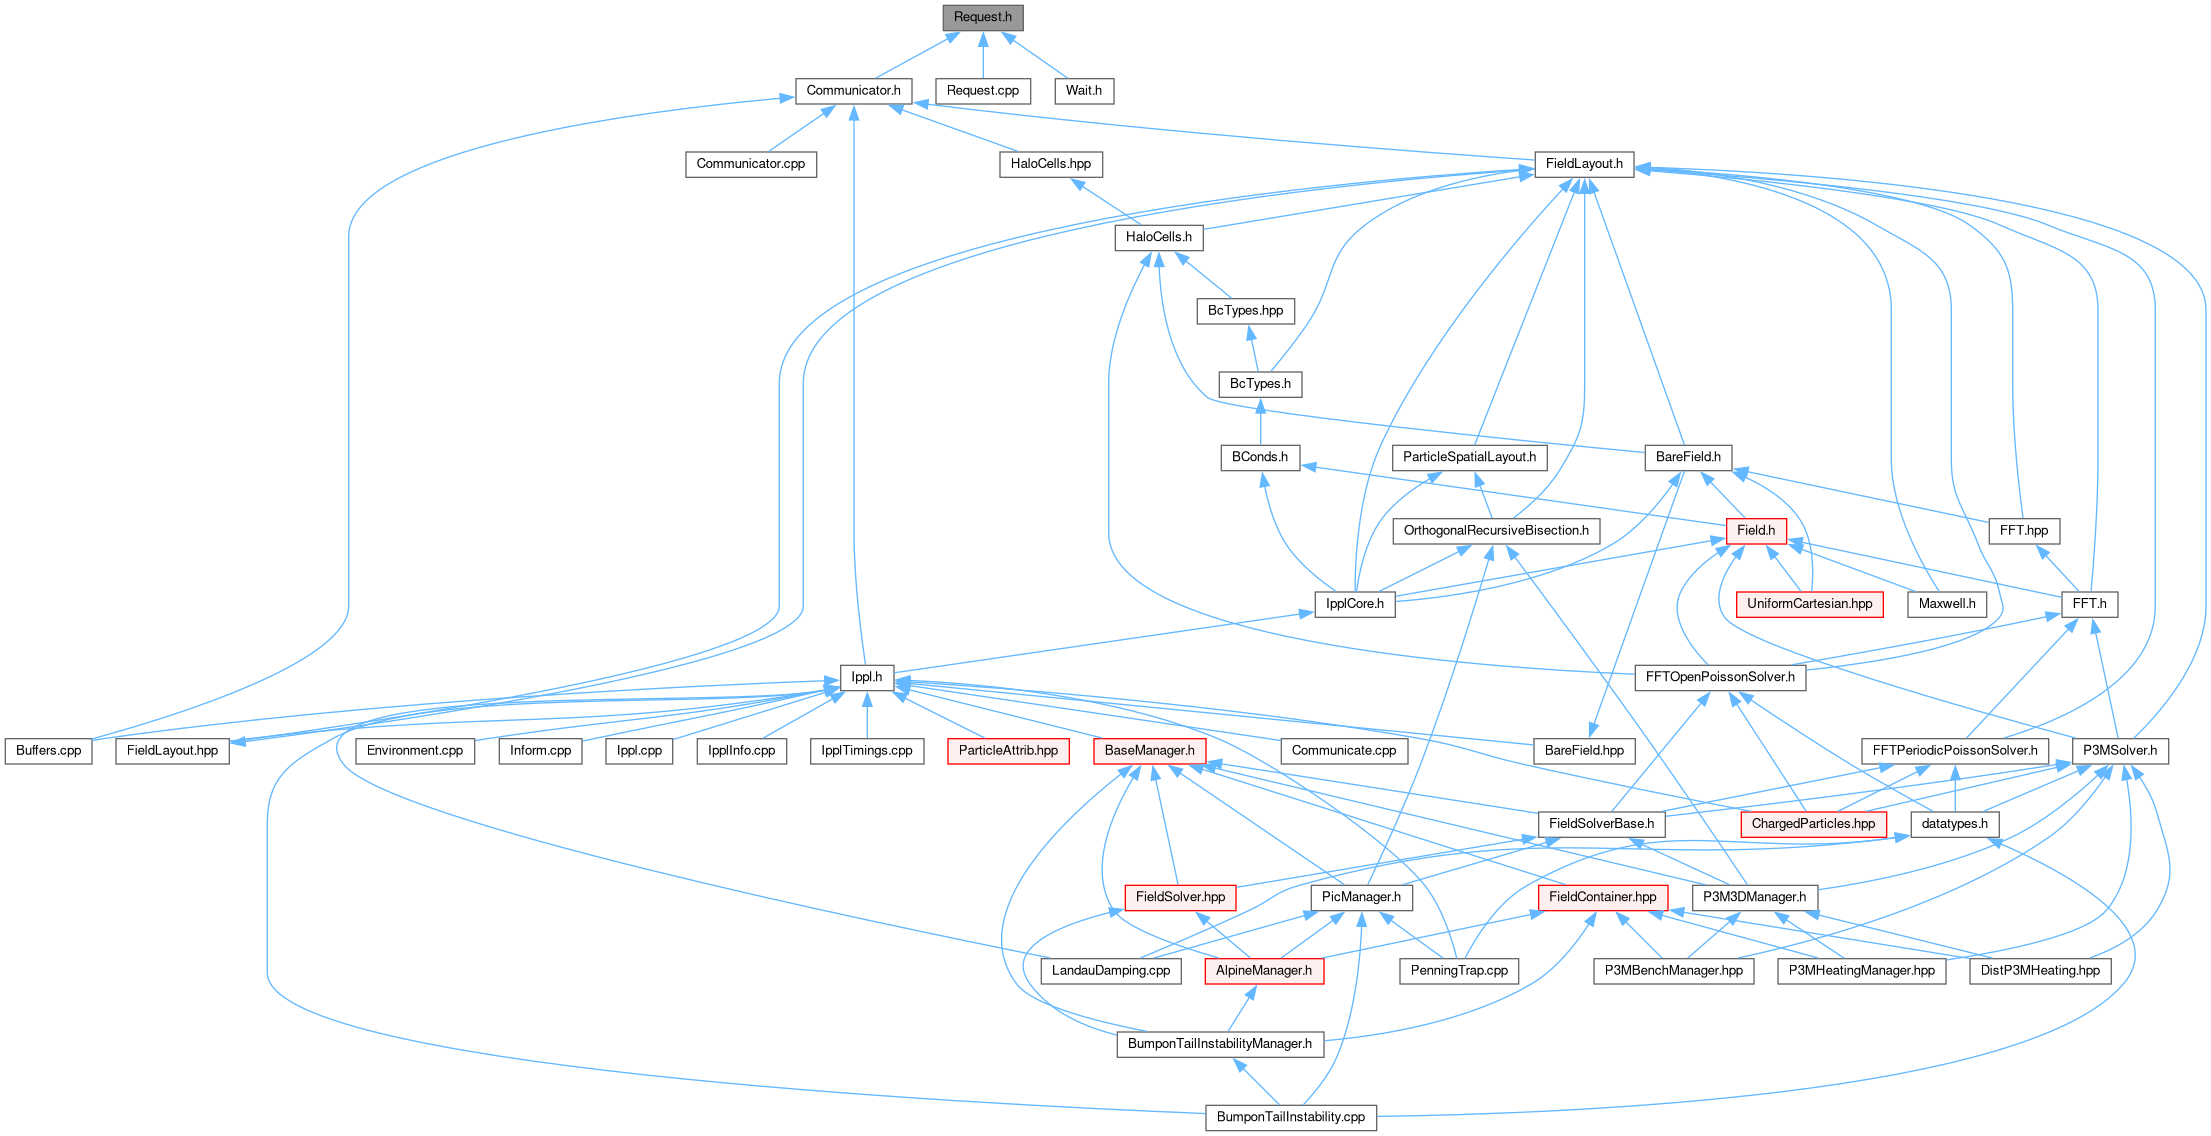 Request.h
Communicator.h
Request.cpp
Wait.h
Communicator.cpp
HaloCells.hpp
FieldLayout.h
HaloCells.h
BcTypes.hpp
BcTypes.h
BConds.h
ParticleSpatialLayout.h
BareField.h
OrthogonalRecursiveBisection.h
Field.h
FFT.hpp
IpplCore.h
UniformCartesian.hpp
Maxwell.h
FFT.h
Ippl.h
FFTOpenPoissonSolver.h
Buffers.cpp
FieldLayout.hpp
Environment.cpp
Inform.cpp
Ippl.cpp
IpplInfo.cpp
IpplTimings.cpp
ParticleAttrib.hpp
BaseManager.h
Communicate.cpp
BareField.hpp
FFTPeriodicPoissonSolver.h
P3MSolver.h
FieldSolverBase.h
ChargedParticles.hpp
datatypes.h
FieldSolver.hpp
PicManager.h
FieldContainer.hpp
P3M3DManager.h
LandauDamping.cpp
AlpineManager.h
PenningTrap.cpp
P3MBenchManager.hpp
P3MHeatingManager.hpp
DistP3MHeating.hpp
BumponTailInstabilityManager.h
BumponTailInstability.cpp